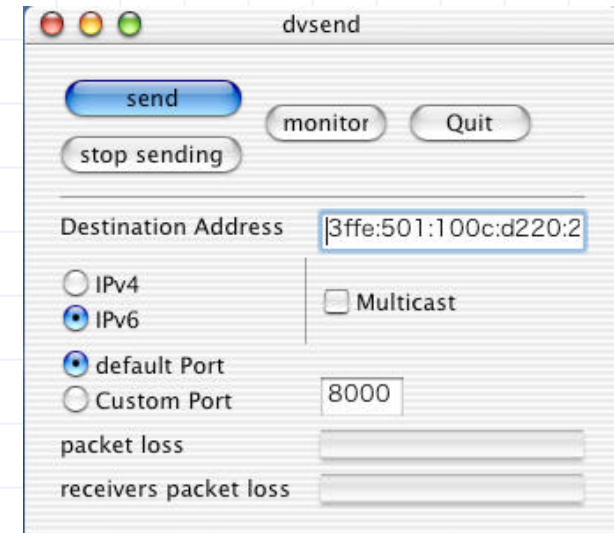 dvsend
send
monitor
Quit
stop sending
Destination Address
3ffe:501:100c:d220:2
IPv4
IPv6
Multicast
default Port
Custom Port
8000
packet loss
receivers packet loss